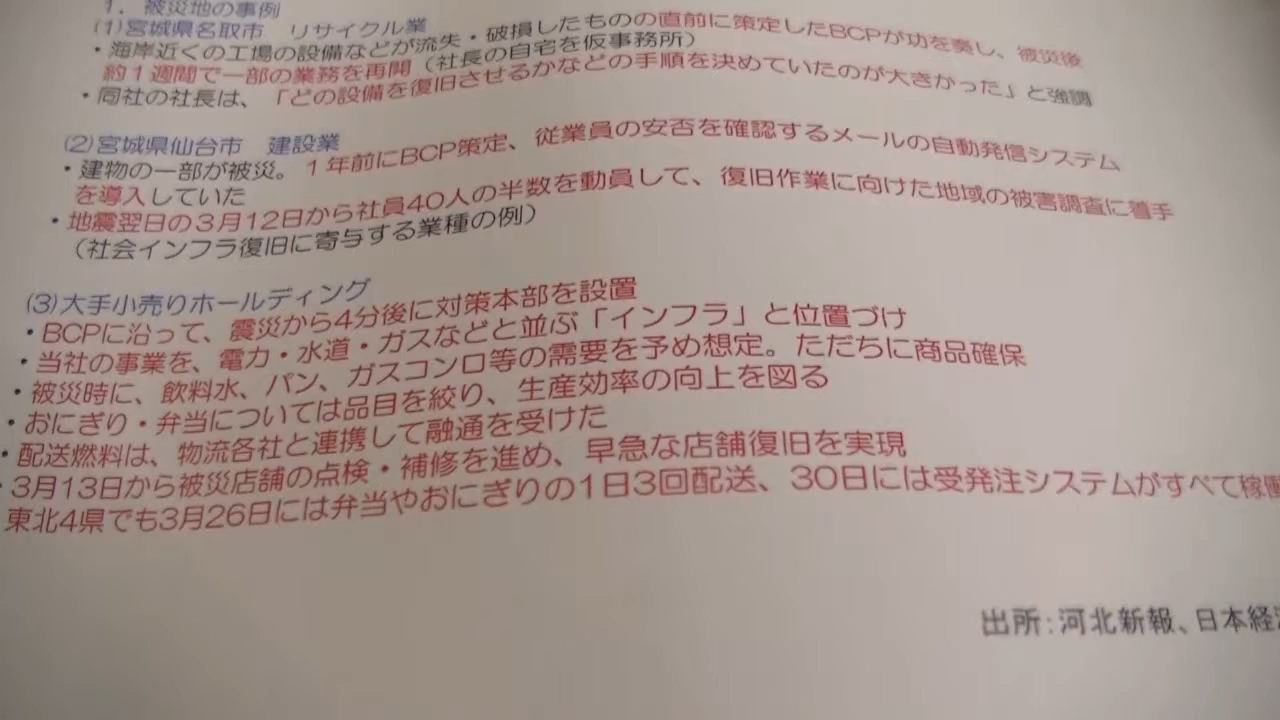 1. 被災地の事例
(1)宮城県名取市 リサイクル業
・海岸近くの工場の設備などが流失・破損したものの直前に策定したBCPが功を奏し、被災後
約1週間で一部の業務を再開（社長の自宅を仮事務所）
・同社の社長は、「どの設備を復旧させるかなどの手順を決めていたのが大きかった」と強調
(2)宮城県仙台市 建設業
・建物の一部が被災。1年前にBCP策定、従業員の安否を確認するメールの自動発信システム
を導入していた
・地震翌日の3月12日から社員40人の半数を動員して、復旧作業に向けた地域の被害調査に着手
（社会インフラ復旧に寄与する業種の例）
(3)大手小売りホールディング
・BCPに沿って、震災から4分後に対策本部を設置
・当社の事業を、電力・水道・ガスなどと並ぶ「インフラ」と位置づけ
・被災時に、飲料水、パン、ガスコンロ等の需要を予め想定。ただちに商品確保
・おにぎり・弁当については品目を絞り、生産効率の向上を図る
・配送燃料は、物流各社と連携して融通を受けた
・3月13日から被災店舗の点検・補修を進め、早急な店舗復旧を実現
東北4県でも3月26日には弁当やおにぎりの1日3回配送、30日には受発注システムがすべて稼働
出所：河北新報、日本経済